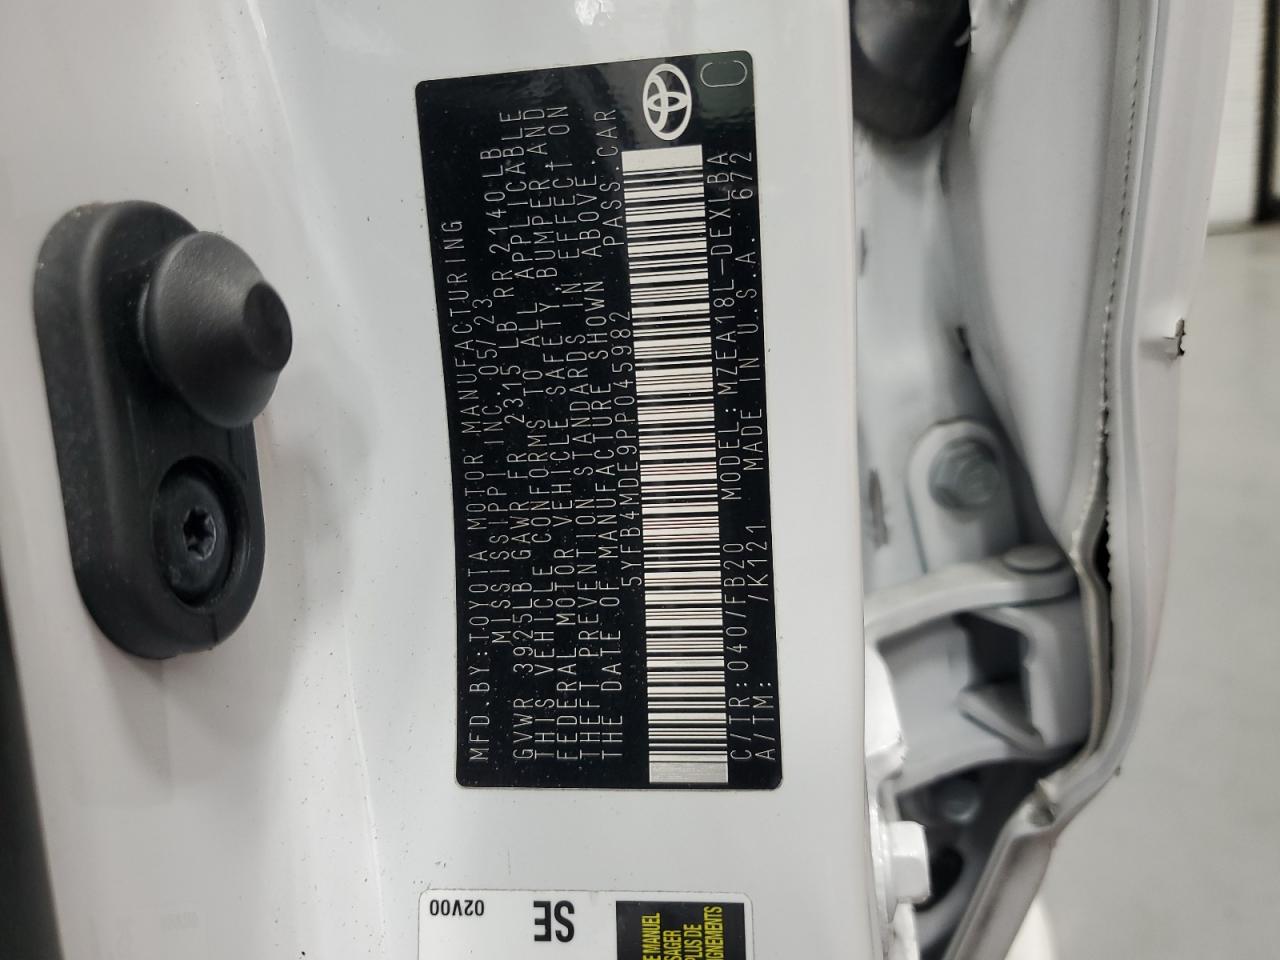 MFD.BY:TOYOTA MOTOR MANUFACTURING
MISSISSIPPI INC. 05/23
GVWR 3925LB GAWR FR 2315 LB RR 2140 LB
THIS VEHICLE CONFORMS TO ALL APPLICABLE
FEDERAL MOTOR VEHICLE SAFETY, BUMPER, AND
THEFT PREVENTION STANDARDS IN EFFECT ON
THE DATE OF MANUFACTURE SHOWN ABOVE.
5YFB4MDE9PP045982 PASS.CAR
C/TR:040/FB20 MODEL:MZEA18L-DEXLBA
A/TM: /K121 MADE IN U.S.A. 672
C
02V00
SE
MANUEL
PLUS DE